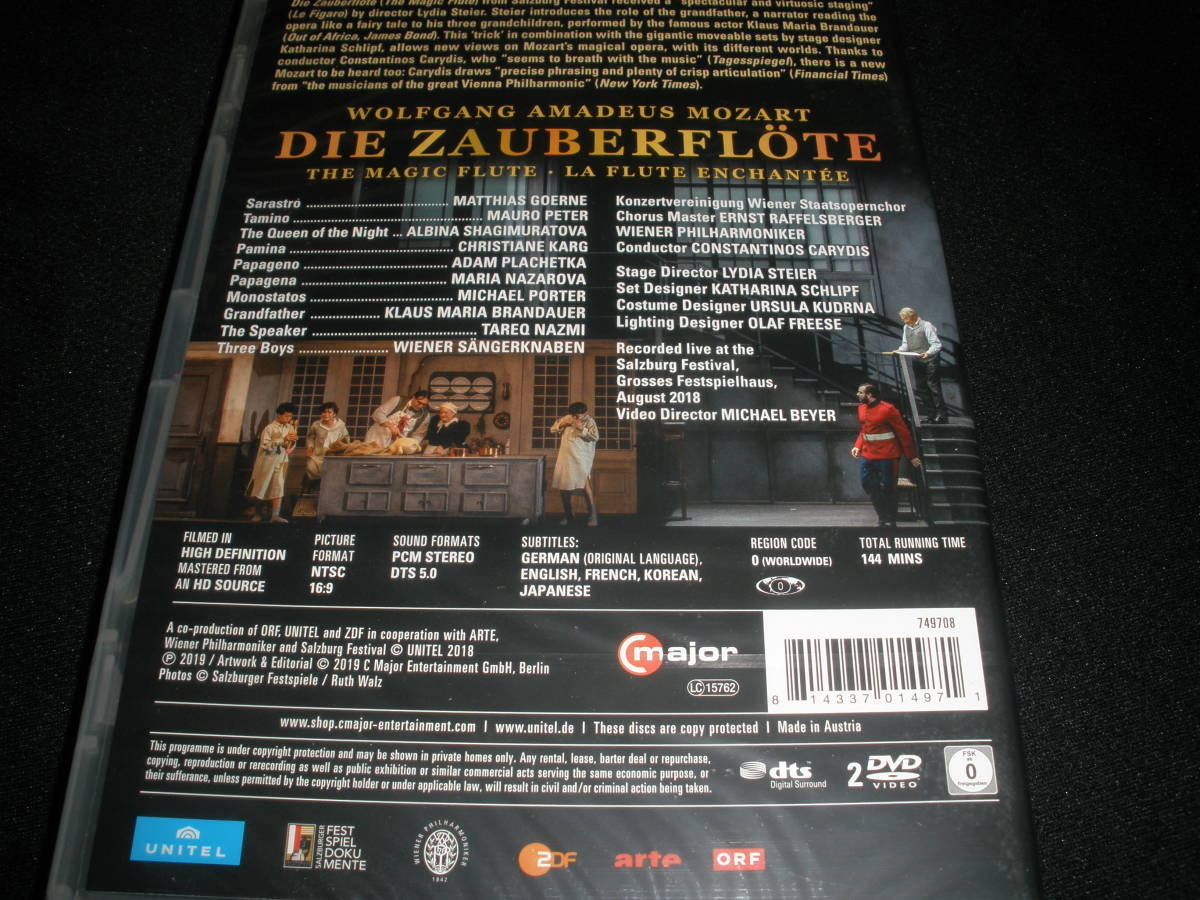 Die Zauberflöte (The Magic Flute) from Salzburg Festival received a "spectacular and virtuosic staging"
(Le Figaro) by director Lydia Steier. Steier introduces the role of the grandfather, a narrator reading the
opera like a fairy tale to his three grandchildren, performed by the famous actor Klaus Maria Brandauer
(Out of Africa, James Bond). This 'trick' in combination with the gigantic moveable sets by stage designer
Katharina Schlipf, allows new views on Mozart's magical opera, with its different worlds. Thanks to
conductor Constantinos Carydis, who "seems to breath with the music" (Tagesspiegel), there is a new
Mozart to be heard too: Carydis draws "precise phrasing and plenty of crisp articulation" (Financial Times)
from "the musicians of the great Vienna Philharmonic" (New York Times).
WOLFGANG AMADEUS MOZART
DIE ZAUBERFLÖTE
THE MAGIC FLUTE · LA FLUTE ENCHANTÉE
Sarastro ........ MATTHIAS GOERNE
Tamino ........ MAURO PETER
The Queen of the Night ... ALBINA SHAGIMURATOVA
Pamina ........ CHRISTIANE KARG
Papageno ........ ADAM PLACHETKA
Papagena ........ MARIA NAZAROVA
Monostatos ........ MICHAEL PORTER
Grandfather ........ KLAUS MARIA BRANDAUER
The Speaker ........ TAREQ NAZMI
Three Boys ........ WIENER SÄNGERKNABEN
Konzertvereinigung Wiener Staatsopernchor
Chorus Master ERNST RAFFELSBERGER
WIENER PHILHARMONIKER
Conductor CONSTANTINOS CARYDIS
Stage Director LYDIA STEIER
Set Designer KATHARINA SCHLIPF
Costume Designer URSULA KUDRNA
Lighting Designer OLAF FREESE
Recorded live at the
Salzburg Festival,
Grosses Festspielhaus,
August 2018
Video Director MICHAEL BEYER
FILMED IN
HIGH DEFINITION
MASTERED FROM
AN HD SOURCE
PICTURE
FORMAT
NTSC
16:9
SOUND FORMATS
PCM STEREO
DTS 5.0
SUBTITLES:
GERMAN (ORIGINAL LANGUAGE),
ENGLISH, FRENCH, KOREAN,
JAPANESE
REGION CODE
0 (WORLDWIDE)
0
TOTAL RUNNING TIME
144 MINS
A co-production of ORF, UNITEL and ZDF in cooperation with ARTE,
Wiener Philharmoniker and Salzburg Festival © UNITEL 2018
℗ 2019 / Artwork & Editorial © 2019 C Major Entertainment GmbH, Berlin
Photos © Salzburger Festspiele / Ruth Walz
C major
LC 15762
749708
8 14337 01497 1
www.shop.cmajor-entertainment.com | www.unitel.de | These discs are copy protected | Made in Austria
This programme is under copyright protection and may be shown in private homes only. Any rental, lease, barter deal or repurchase,
copying, reproduction or rerecording as well as public exhibition or similar commercial acts serving the same economic purpose, or
their sufferance, unless permitted by the copyright holder or under applicable law, will result in civil and/or criminal action being taken.
dts
Digital Surround
2 DVD
VIDEO
FSK
ab
0
freigegeben
UNITEL
SALZBURGER
FEST
SPIEL
DOKU
MENTE
WIENER PHILHARMONIKER
1842
ZDF
arte
ORF